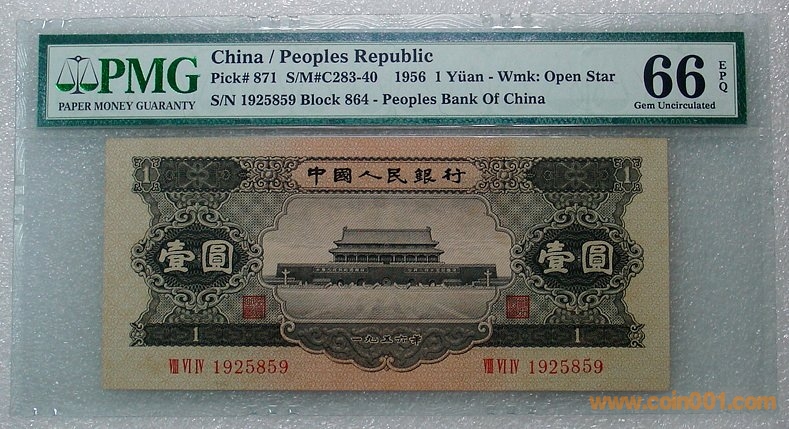 PMG
PAPER MONEY GUARANTY
China / Peoples Republic
Pick# 871 S/M#C283-40 1956 1 Yüan - Wmk: Open Star
S/N 1925859 Block 864 - Peoples Bank Of China
66 EPQ
Gem Uncirculated
1 中國人民銀行 1
壹圓 壹圓
1 一九五六年 1
VIII VI IV 1925859 VIII VI IV 1925859
www.coin001.com